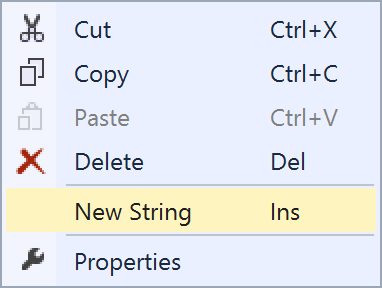 Cut Ctrl+X
Copy Ctrl+C
Paste Ctrl+V
Delete Del
New String Ins
Properties